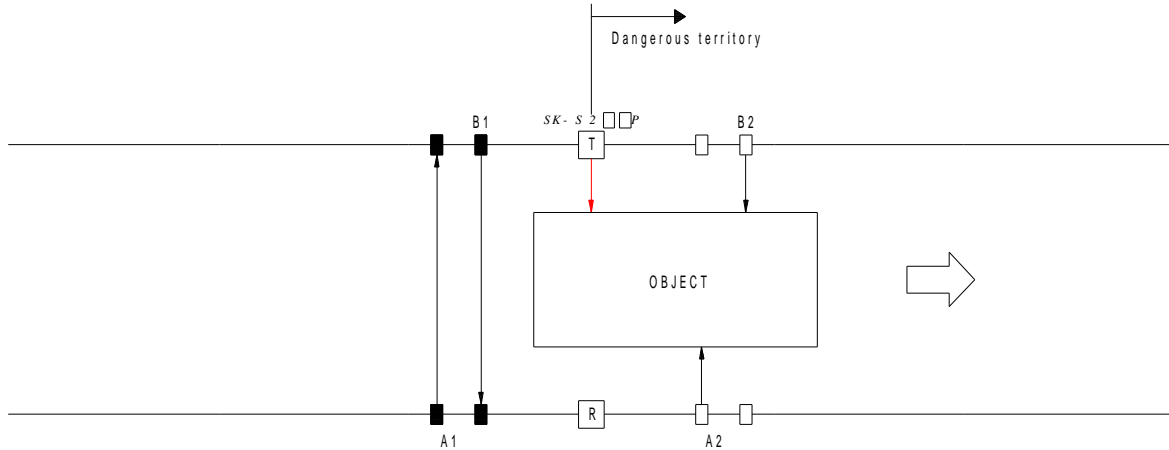 Dangerous territory
B1
SK- S 2 □□P
B2
T
OBJECT
R
A1
A2